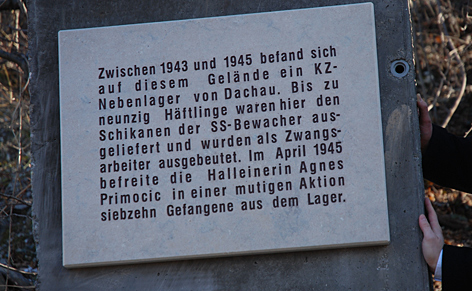 Zwischen 1943 und 1945 befand sich
auf diesem Gelände ein KZ-
Nebenlager von Dachau. Bis zu
neunzig Häftlinge waren hier den
Schikanen der SS-Bewacher aus-
geliefert und wurden als Zwangs-
arbeiter ausgebeutet. Im April 1945
befreite die Halleinerin Agnes
Primocic in einer mutigen Aktion
siebzehn Gefangene aus dem Lager.